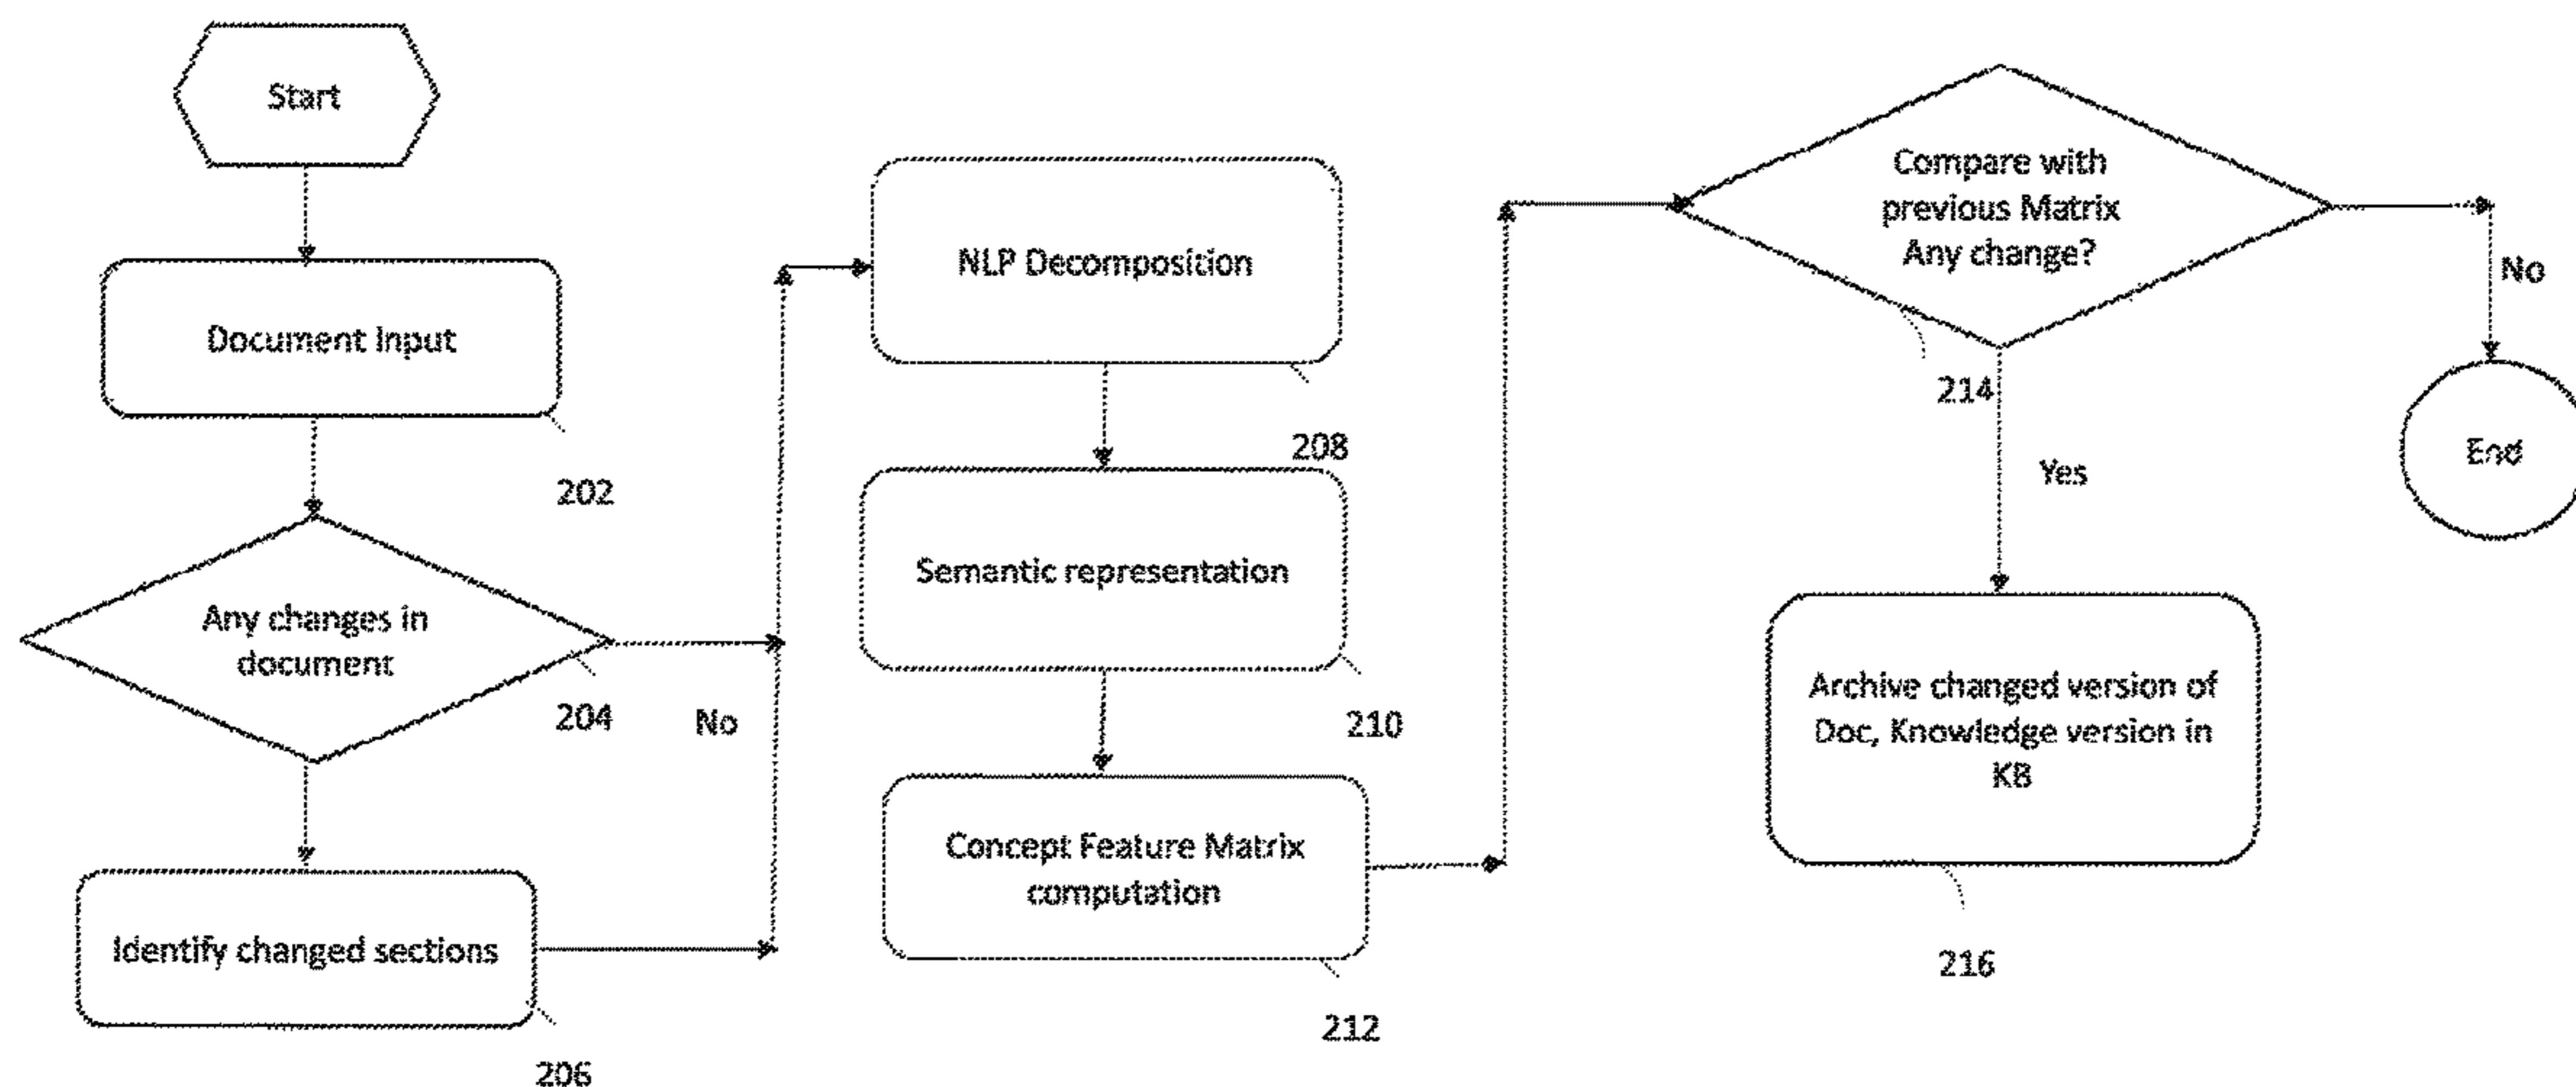 Start
Document Input
202
Any changes in
document
204
No
Identify changed sections
206
NLP Decomposition
208
Semantic representation
210
Concept Feature Matrix
computation
212
Compare with
previous Matrix
Any change?
214
No
End
Yes
Archive changed version of
Doc, Knowledge version in
KB
216